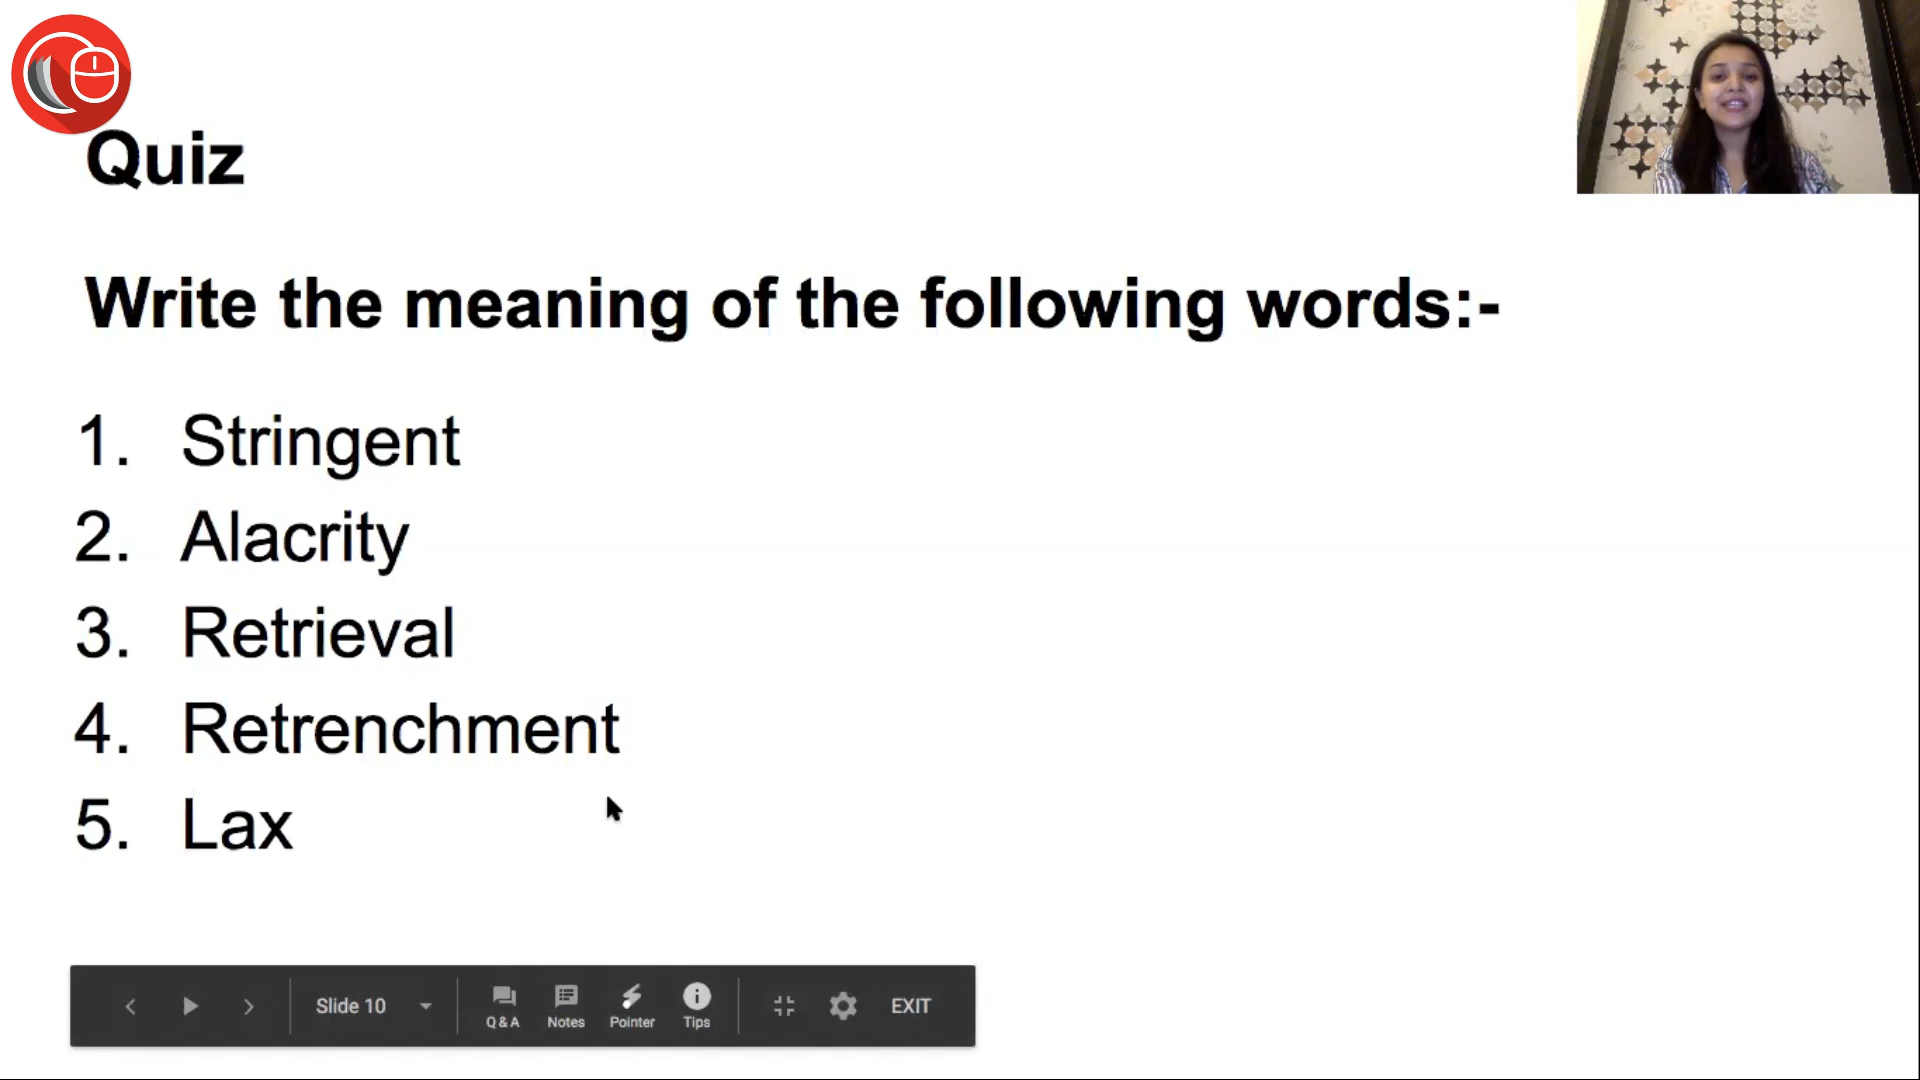 Quiz
Write the meaning of the following words:-
1. Stringent
2. Alacrity
3. Retrieval
4. Retrenchment
5. Lax
Slide 10
Q & A
Notes
Pointer
Tips
EXIT